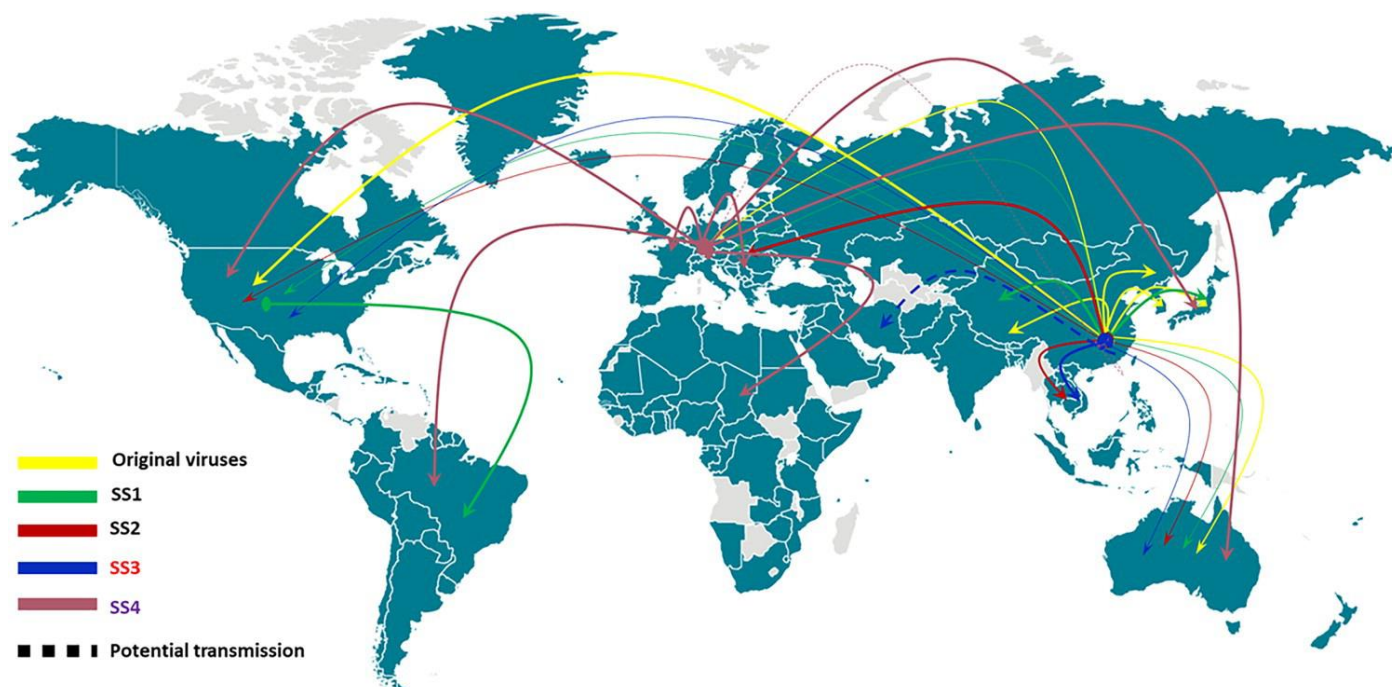 Original viruses
SS1
SS2
SS3
SS4
Potential transmission